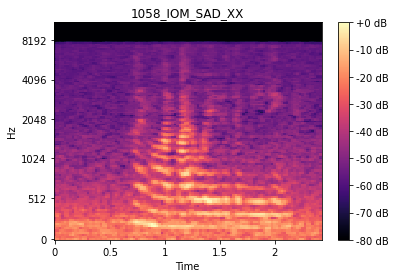 1058_IOM_SAD_XX
+0 dB
8192
-10 dB
4096
-20 dB
-30 dB
2048
-40 dB
Hz
1024
-50 dB
-60 dB
512
-70 dB
0
-80 dB
0 0.5 1 1.5 2
Time